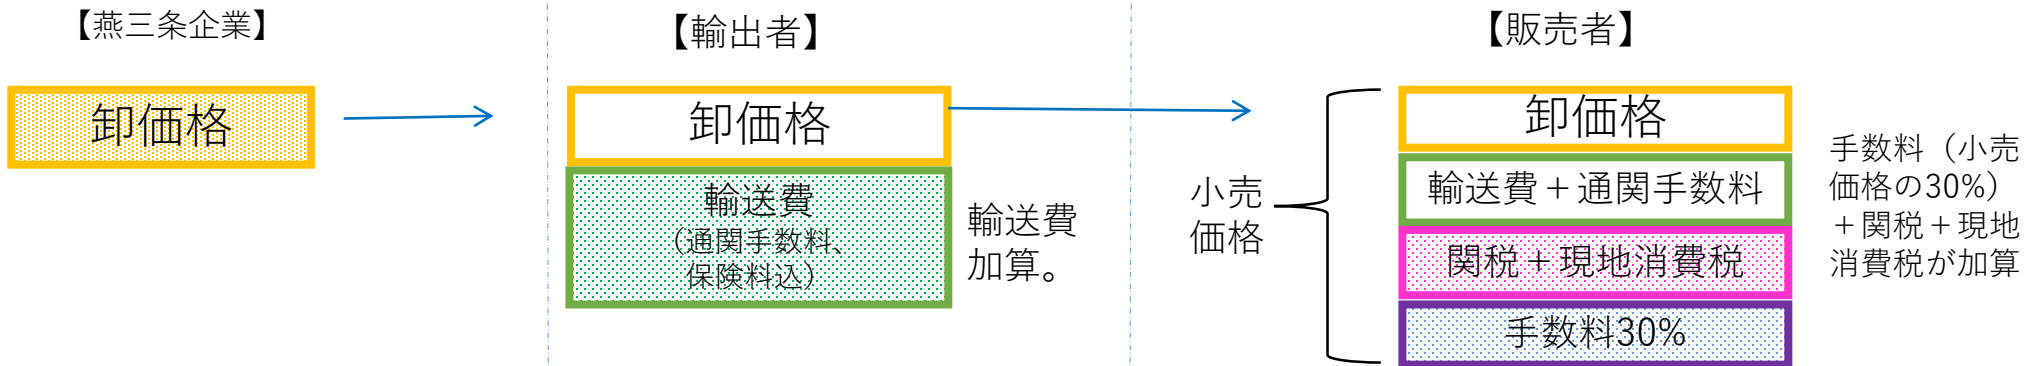 【燕三条企業】
卸価格
【輸出者】
卸価格
輸送費
（通関手数料、
保険料込）
輸送費
加算。
【販売者】
小売
価格
卸価格
輸送費＋通関手数料
関税＋現地消費税
手数料30%
手数料（小売
価格の30%）
＋関税＋現地
消費税が加算